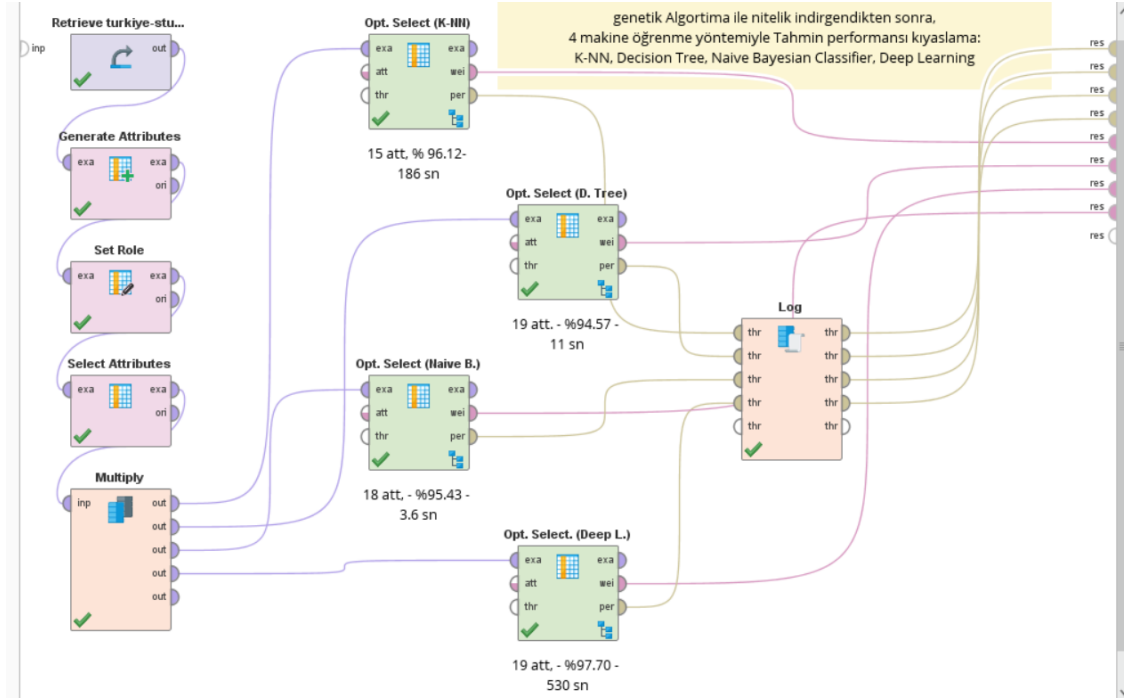 genetik Algortima ile nitelik indirgendikten sonra,
4 makine öğrenme yöntemiyle Tahmin performansı kıyaslama:
K-NN, Decision Tree, Naive Bayesian Classifier, Deep Learning
inp
Retrieve turkiye-stu...
out
Generate Attributes
exa exa
ori
Set Role
exa exa
ori
Select Attributes
exa exa
ori
Multiply
inp out
out
out
out
out
Opt. Select (K-NN)
exa exa
att wei
thr per
15 att, % 96.12-
186 sn
Opt. Select (D. Tree)
exa exa
att wei
thr per
19 att. - %94.57 -
11 sn
Opt. Select (Naive B.)
exa exa
att wei
thr per
18 att, - %95.43 -
3.6 sn
Opt. Select. (Deep L.)
exa exa
att wei
thr per
19 att, - %97.70 -
530 sn
Log
thr thr
thr thr
thr thr
thr thr
thr thr
res
res
res
res
res
res
res
res
res